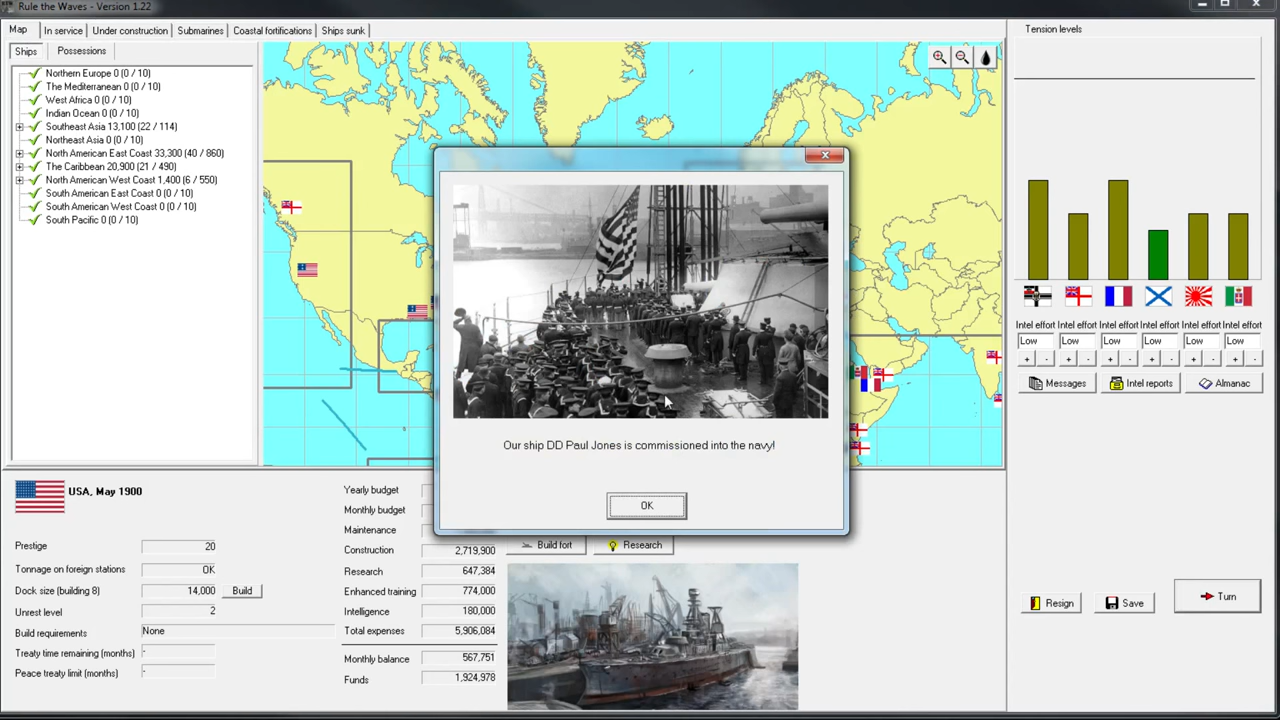 Rule the Waves - Version 1.22
Map
In service
Under construction
Submarines
Coastal fortifications
Ships sunk
Ships
Possessions
Northern Europe 0 (0 / 10)
The Mediterranean 0 (0 / 10)
West Africa 0 (0 / 10)
Indian Ocean 0 (0 / 10)
Southeast Asia 13,100 (22 / 114)
Northeast Asia 0 (0 / 10)
North American East Coast 33,300 (40 / 860)
The Caribbean 20,900 (21 / 490)
North American West Coast 1,400 (6 / 550)
South American East Coast 0 (0 / 10)
South American West Coast 0 (0 / 10)
South Pacific 0 (0 / 10)
Our ship DD Paul Jones is commissioned into the navy!
OK
Tension levels
Intel effort Intel effort Intel effort Intel effort Intel effort Intel effort
Low Low Low Low Low Low
+ - + - + - + - + - + -
Messages
Intel reports
Almanac
USA, May 1900
Prestige 20
Tonnage on foreign stations OK
Dock size (building 8) 14,000 Build
Unrest level 2
Build requirements None
Treaty time remaining (months) -
Peace treaty limit (months) -
Yearly budget
Monthly budget
Maintenance
Construction 2,719,900
Research 647,384
Enhanced training 774,000
Intelligence 180,000
Total expenses 5,906,084
Monthly balance 567,751
Funds 1,924,978
Build fort
Research
Resign
Save
Turn